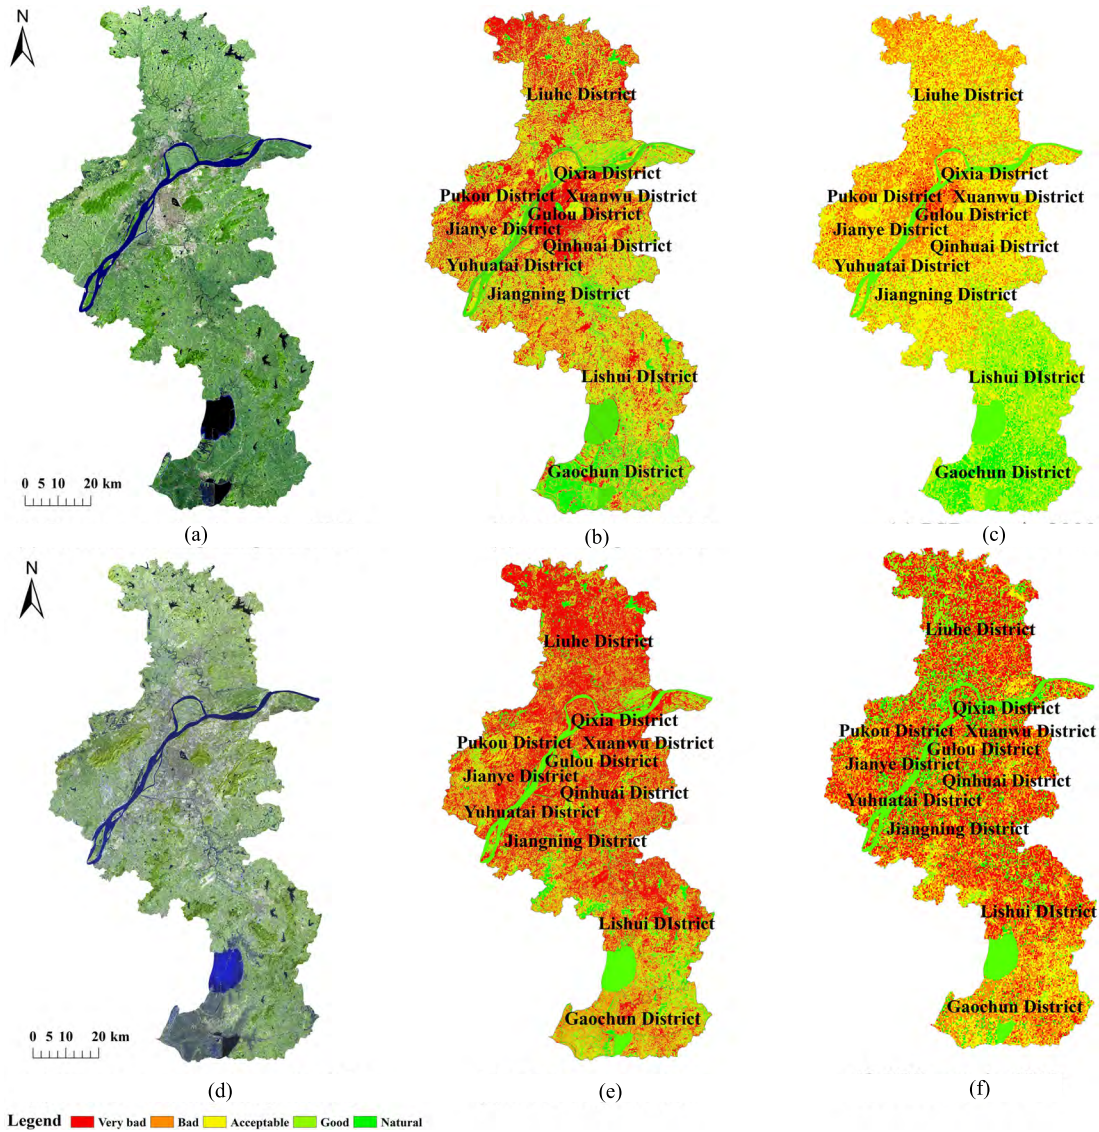 N
0 5 10 20 km
(a)
Liuhe District
Qixia District
Pukou District Xuanwu District
Gulou District
Jianye District
Qinhuai District
Yuhuatai District
Jiangning District
Lishui DIstrict
Gaochun District
(b)
Liuhe District
Qixia District
Pukou District Xuanwu District
Gulou District
Jianye District
Qinhuai District
Yuhuatai District
Jiangning District
Lishui DIstrict
Gaochun District
(c)
N
0 5 10 20 km
(d)
Liuhe District
Qixia District
Pukou District Xuanwu District
Gulou District
Jianye District
Qinhuai District
Yuhuatai District
Jiangning District
Lishui DIstrict
Gaochun District
(e)
Liuhe District
Qixia District
Pukou District Xuanwu District
Gulou District
Jianye District
Qinhuai District
Yuhuatai District
Jiangning District
Lishui DIstrict
Gaochun District
(f)
Legend Very bad Bad Acceptable Good Natural